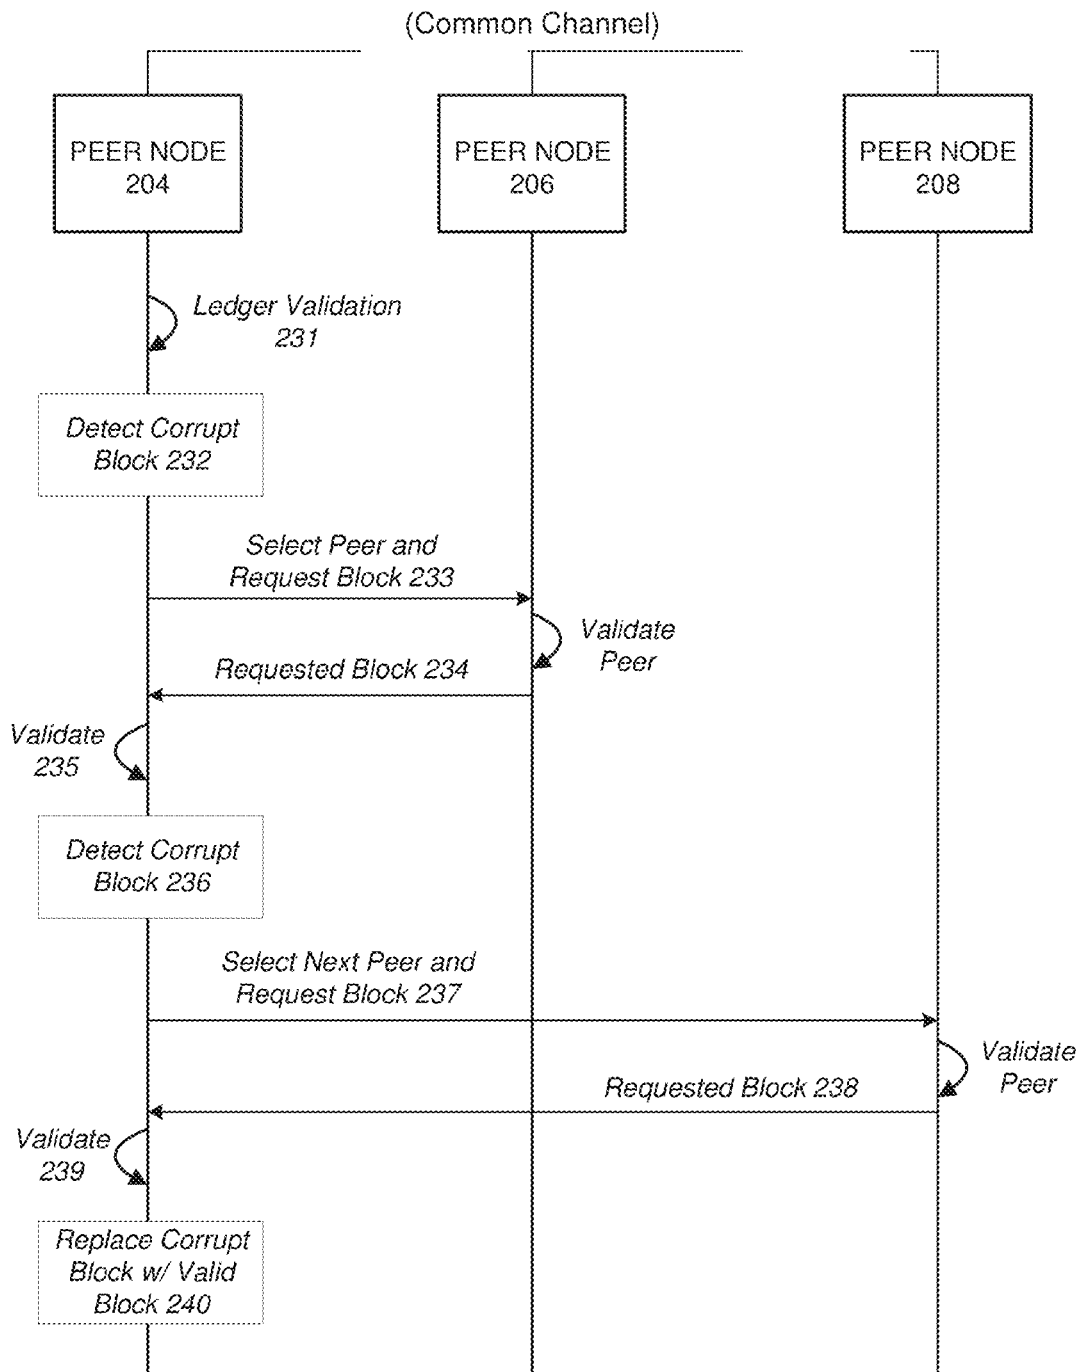 (Common Channel)
PEER NODE
204
PEER NODE
206
PEER NODE
208
Ledger Validation
231
Detect Corrupt
Block 232
Select Peer and
Request Block 233
Validate
Peer
Requested Block 234
Validate
235
Detect Corrupt
Block 236
Select Next Peer and
Request Block 237
Validate
Peer
Requested Block 238
Validate
239
Replace Corrupt
Block w/ Valid
Block 240